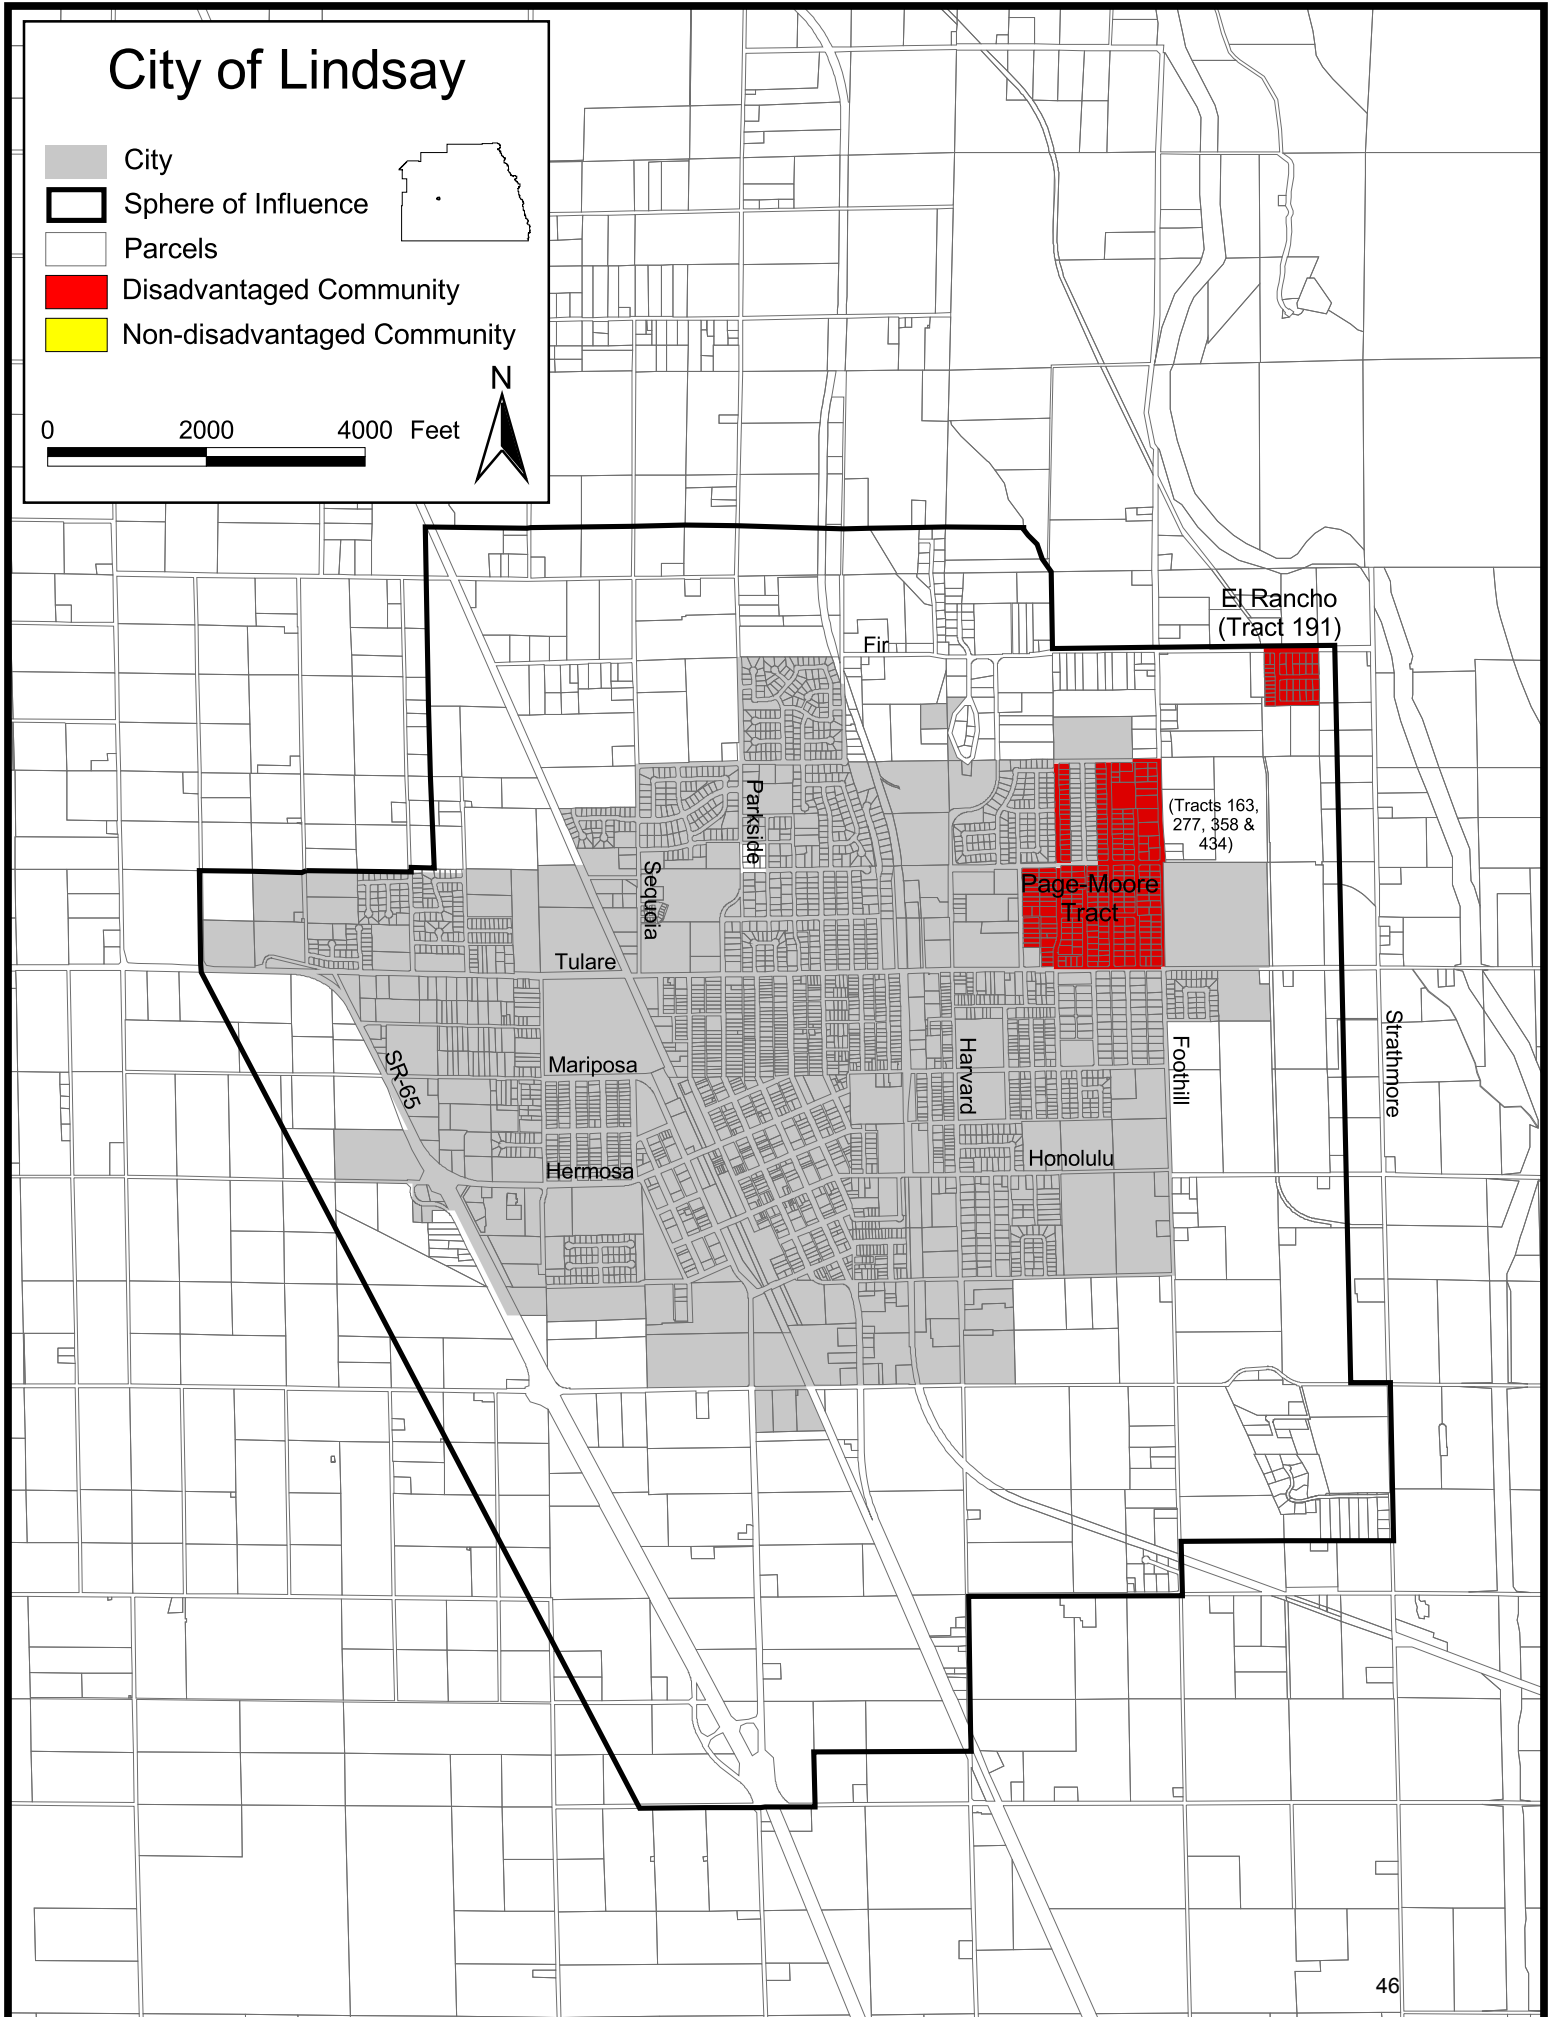 City of Lindsay
City
Sphere of Influence
Parcels
Disadvantaged Community
Non-disadvantaged Community
N
0 2000 4000 Feet
El Rancho
(Tract 191)
Fir
Parkside
(Tracts 163,
277, 358 &
434)
Sequoia
Page-Moore
Tract
Tulare
Strathmore
Mariposa
SR-65
Harvard
Foothill
Hermosa
Honolulu
46